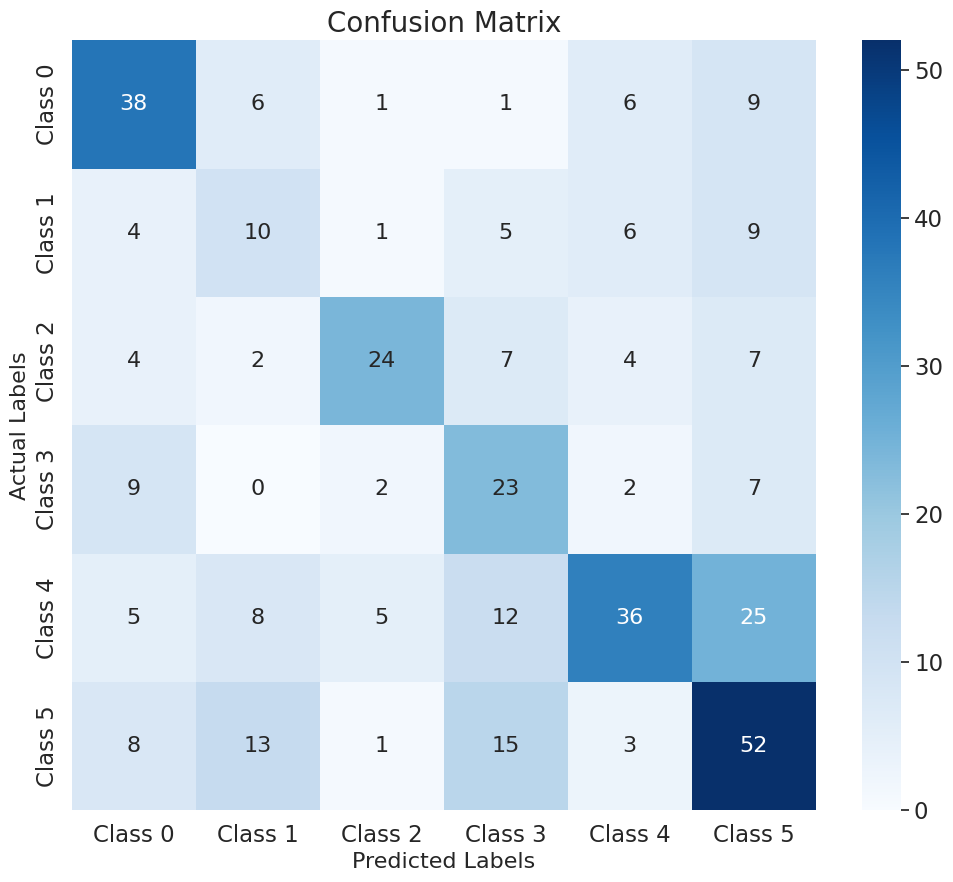 Confusion Matrix
Actual Labels
Class 0 38 6 1 1 6 9
Class 1 4 10 1 5 6 9
Class 2 4 2 24 7 4 7
Class 3 9 0 2 23 2 7
Class 4 5 8 5 12 36 25
Class 5 8 13 1 15 3 52
Class 0 Class 1 Class 2 Class 3 Class 4 Class 5
Predicted Labels
50
40
30
20
10
0